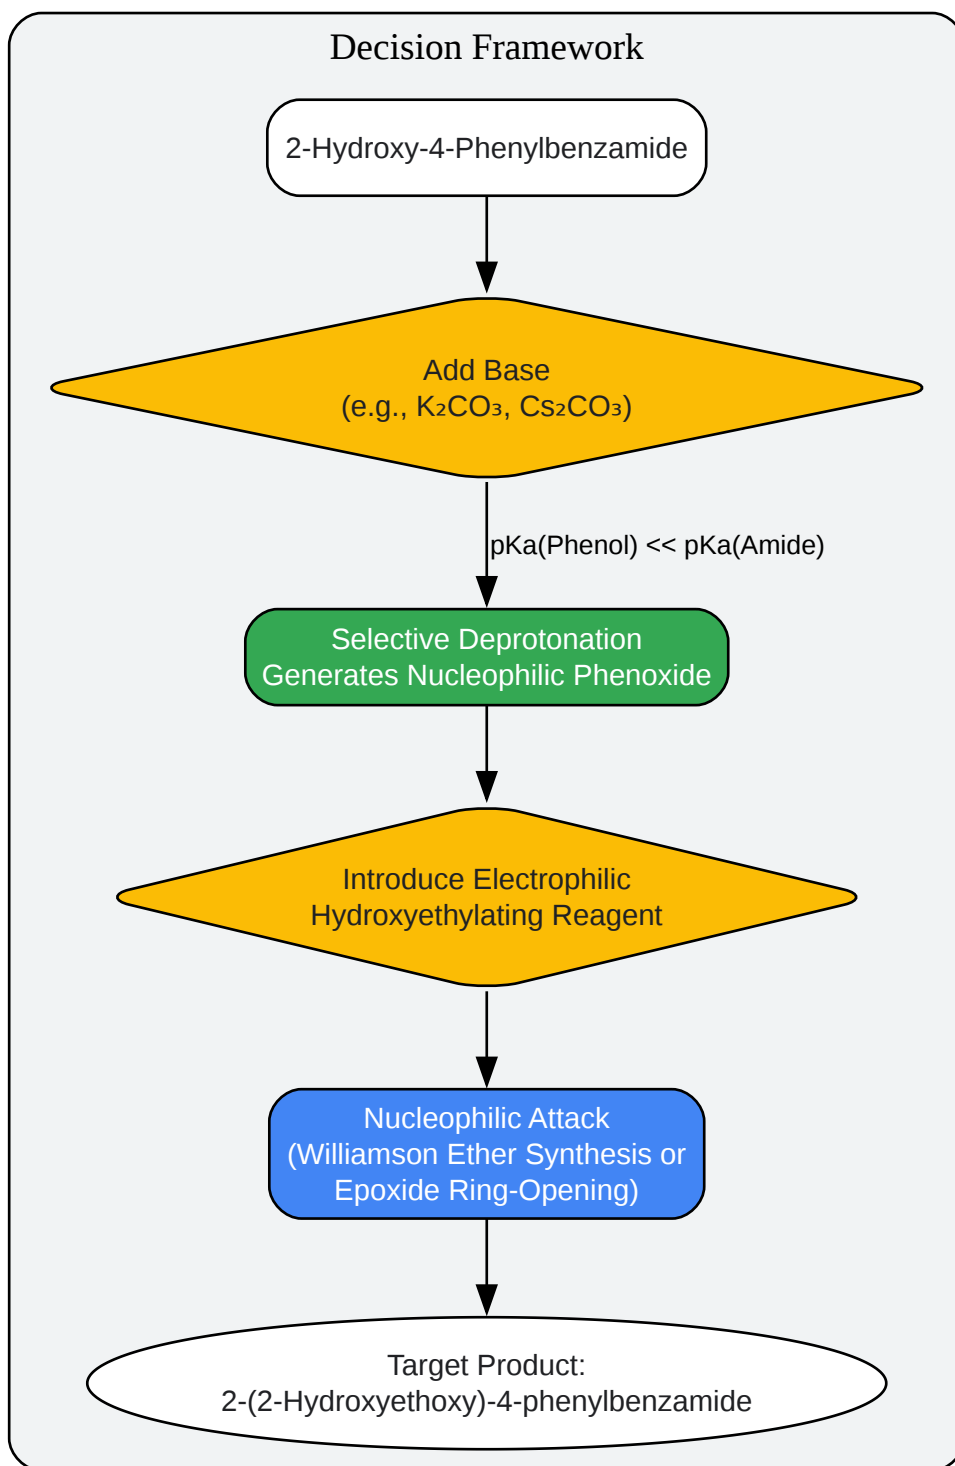 Decision Framework
2-Hydroxy-4-Phenylbenzamide
Add Base
(e.g., K₂CO₃, Cs₂CO₃)
pKa(Phenol) << pKa(Amide)
Selective Deprotonation
Generates Nucleophilic Phenoxide
Introduce Electrophilic
Hydroxyethylating Reagent
Nucleophilic Attack
(Williamson Ether Synthesis or
Epoxide Ring-Opening)
Target Product:
2-(2-Hydroxyethoxy)-4-phenylbenzamide